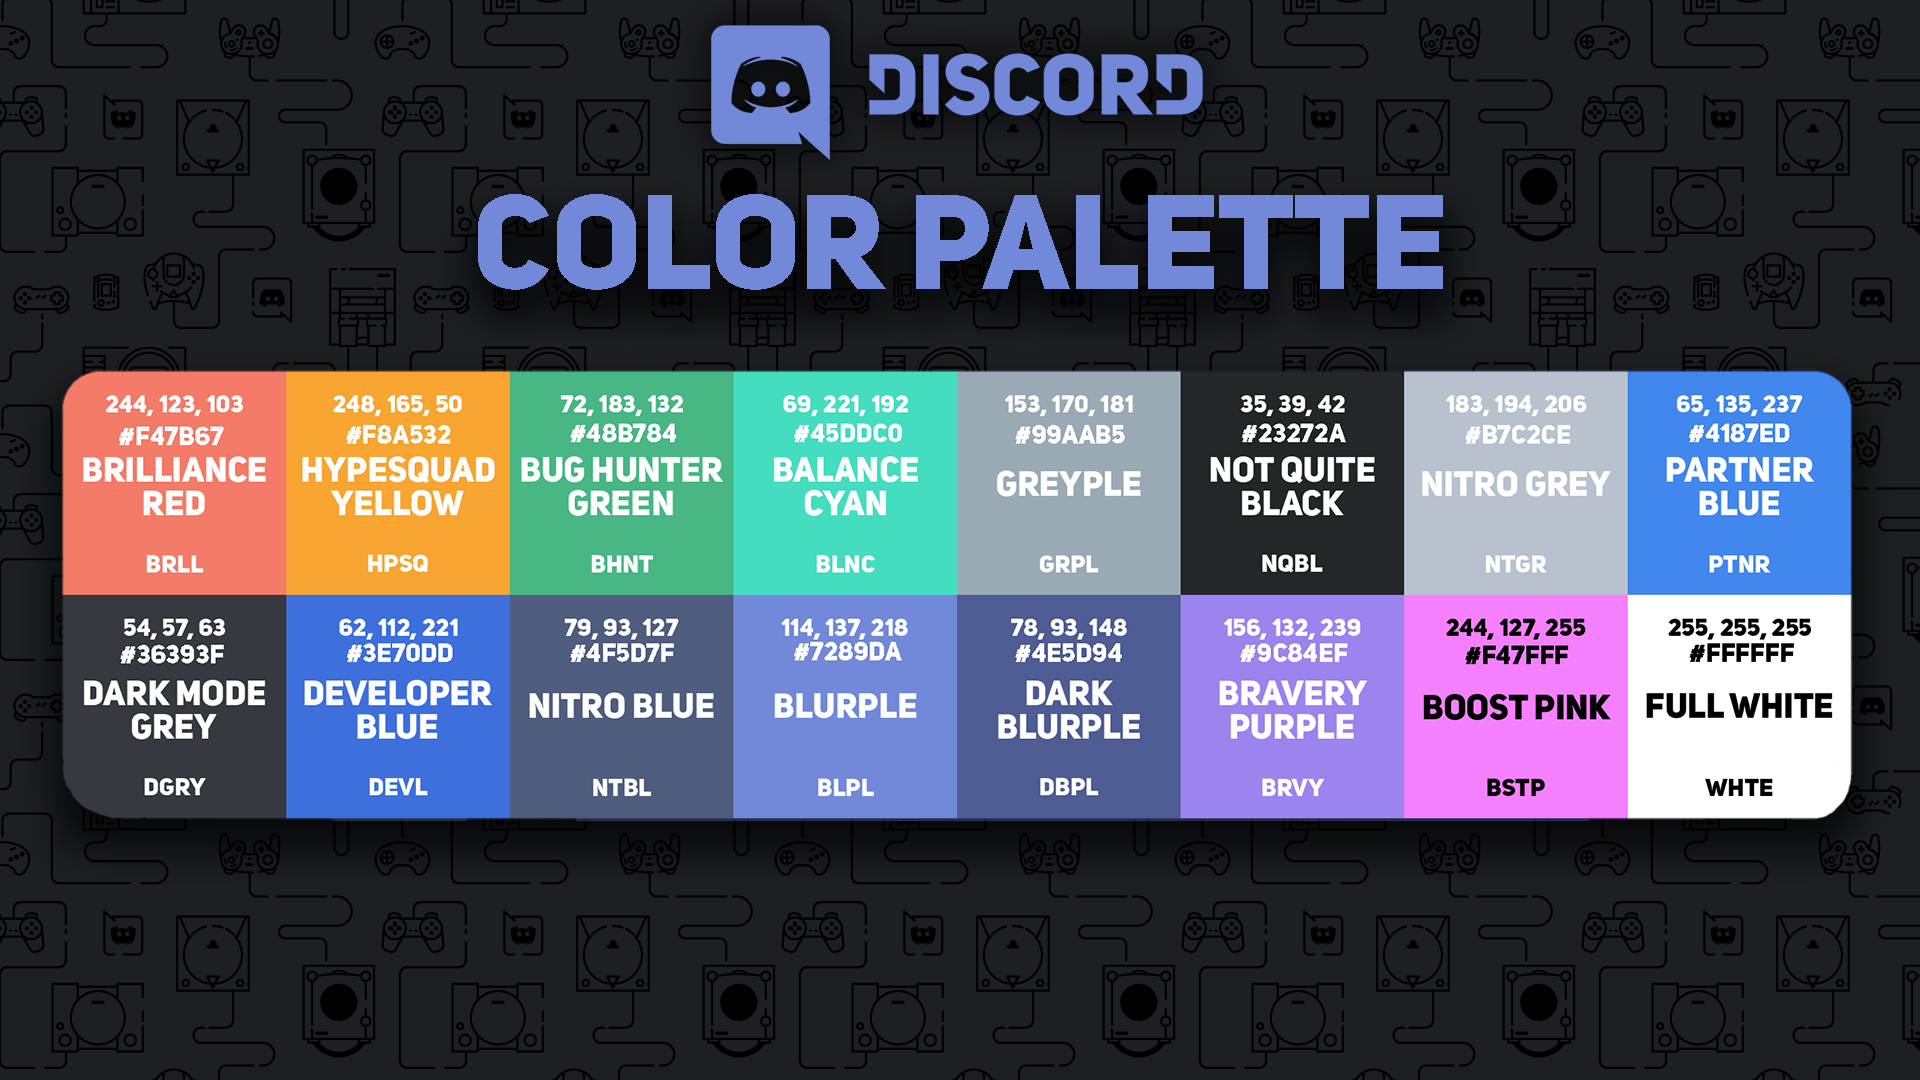 DISCORD
COLOR PALETTE
244, 123, 103
#F47B67
BRILLIANCE
RED
BRLL
248, 165, 50
#F8A532
HYPESQUAD
YELLOW
HPSQ
72, 183, 132
#48B784
BUG HUNTER
GREEN
BHNT
69, 221, 192
#45DDC0
BALANCE
CYAN
BLNC
153, 170, 181
#99AAB5
GREYPLE
GRPL
35, 39, 42
#23272A
NOT QUITE
BLACK
NQBL
183, 194, 206
#B7C2CE
NITRO GREY
NTGR
65, 135, 237
#4187ED
PARTNER
BLUE
PTNR
54, 57, 63
#36393F
DARK MODE
GREY
DGRY
62, 112, 221
#3E70DD
DEVELOPER
BLUE
DEVL
79, 93, 127
#4F5D7F
NITRO BLUE
NTBL
114, 137, 218
#7289DA
BLURPLE
BLPL
78, 93, 148
#4E5D94
DARK
BLURPLE
DBPL
156, 132, 239
#9C84EF
BRAVERY
PURPLE
BRVY
244, 127, 255
#F47FFF
BOOST PINK
BSTP
255, 255, 255
#FFFFFF
FULL WHITE
WHTE